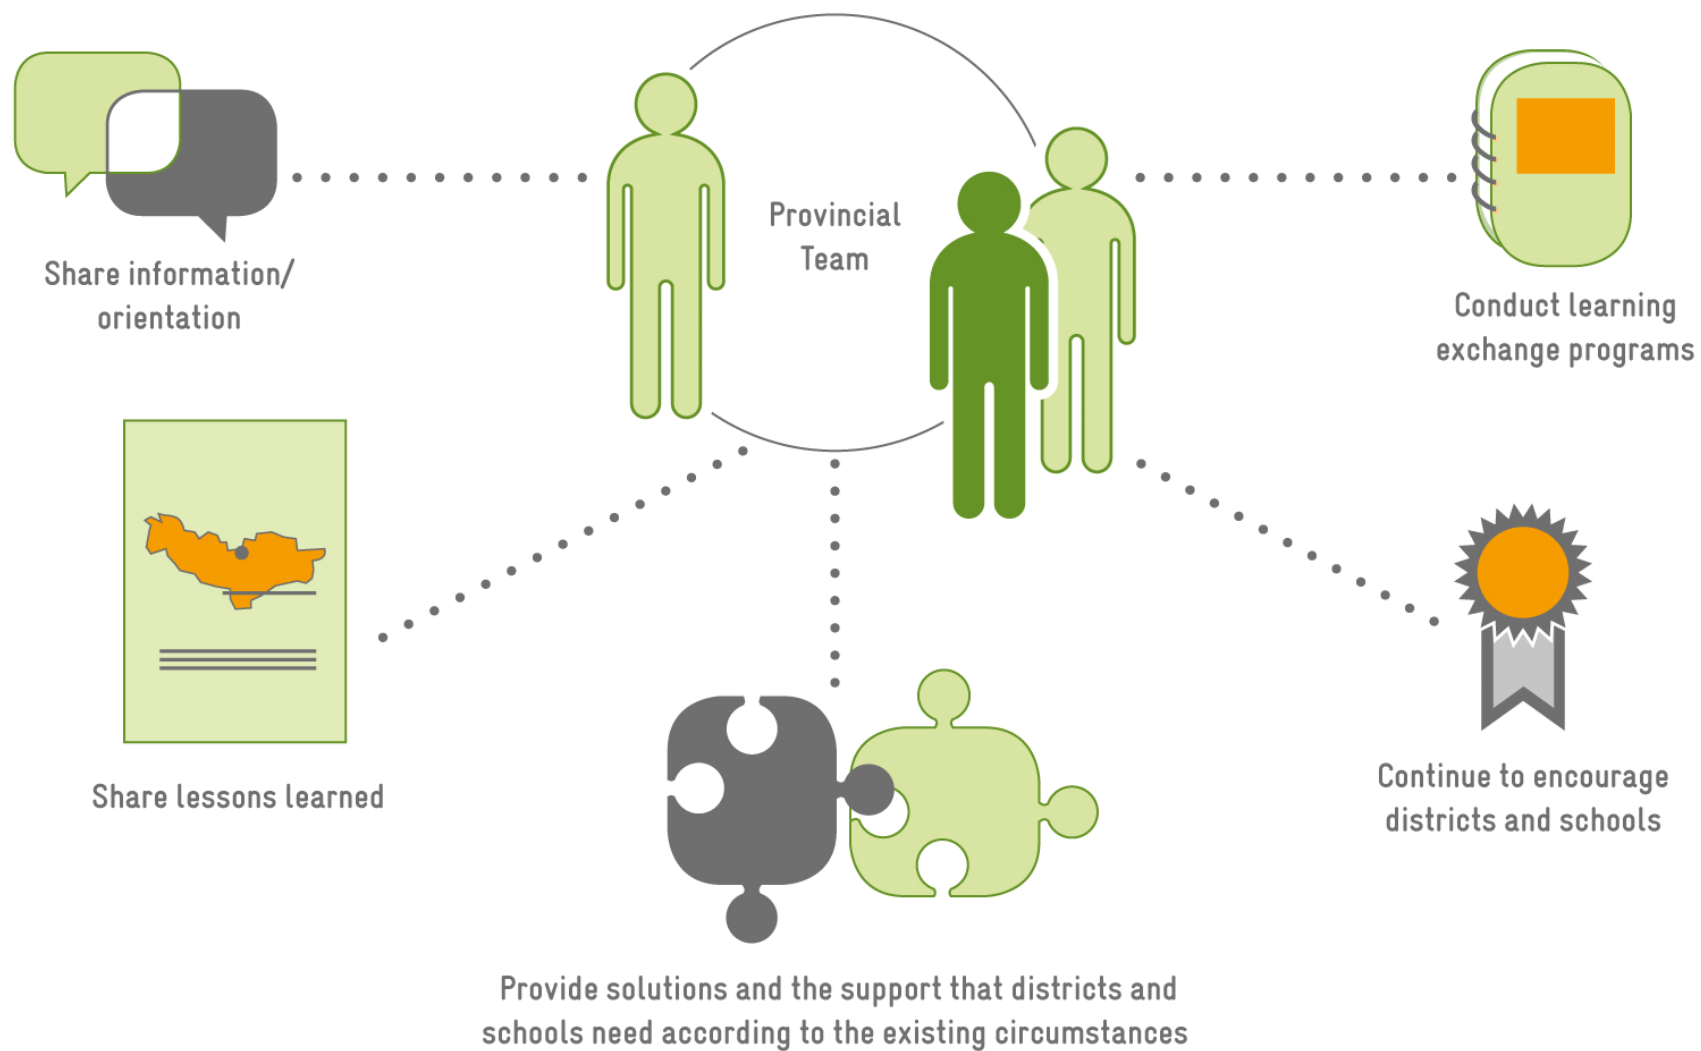 Provincial
Team
Share information/
orientation
Conduct learning
exchange programs
Share lessons learned
Continue to encourage
districts and schools
Provide solutions and the support that districts and
schools need according to the existing circumstances